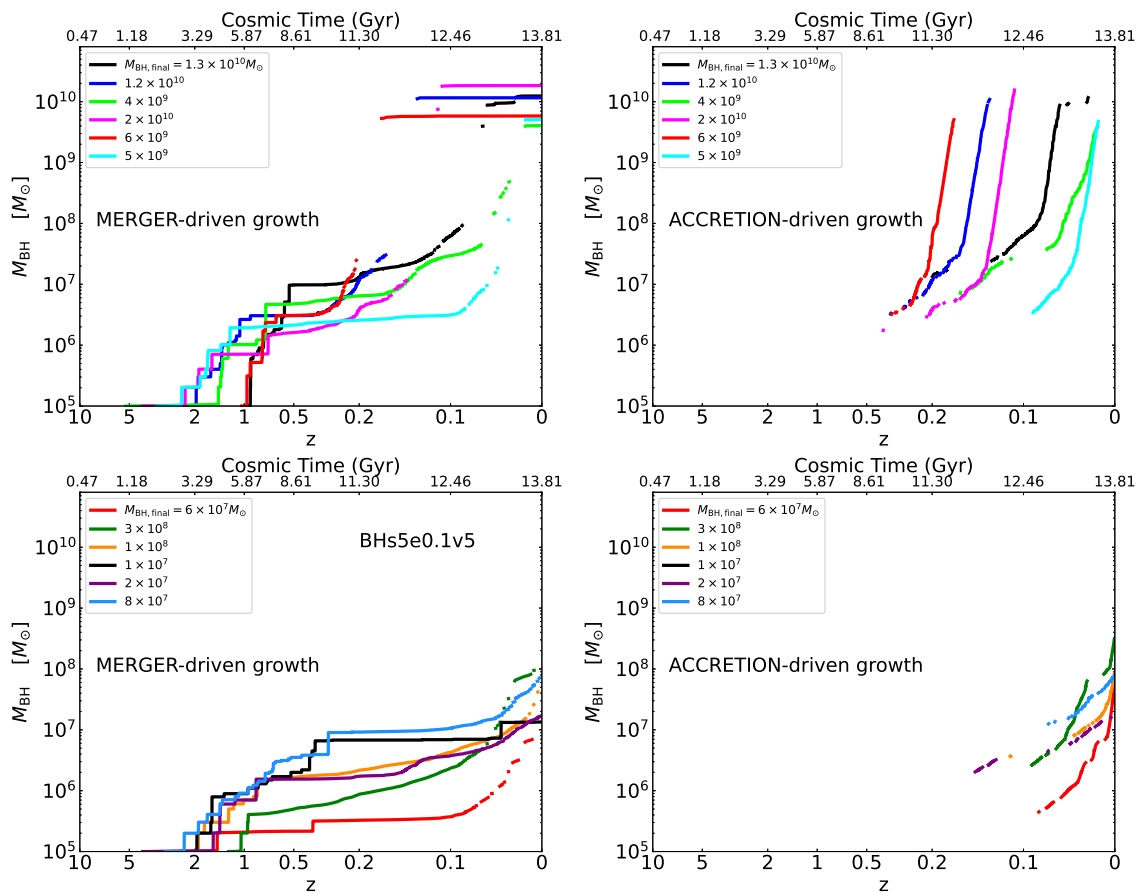 Cosmic Time (Gyr)
0.47 1.18 3.29 5.87 8.61 11.30 12.46 13.81
M_BH,final = 1.3 × 10^10 M_⊙
1.2 × 10^10
4 × 10^9
2 × 10^10
6 × 10^9
5 × 10^9
MERGER-driven growth
M_BH [M_⊙]
10^10
10^9
10^8
10^7
10^6
10^5
10 5 2 1 0.5 0.2 0.1 0
z
Cosmic Time (Gyr)
0.47 1.18 3.29 5.87 8.61 11.30 12.46 13.81
M_BH,final = 1.3 × 10^10 M_⊙
1.2 × 10^10
4 × 10^9
2 × 10^10
6 × 10^9
5 × 10^9
ACCRETION-driven growth
M_BH [M_⊙]
10^10
10^9
10^8
10^7
10^6
10^5
10 5 2 1 0.5 0.2 0.1 0
z
Cosmic Time (Gyr)
0.47 1.18 3.29 5.87 8.61 11.30 12.46 13.81
M_BH,final = 6 × 10^7 M_⊙
3 × 10^8
1 × 10^8
1 × 10^7
2 × 10^7
8 × 10^7
BHs5e0.1v5
MERGER-driven growth
M_BH [M_⊙]
10^10
10^9
10^8
10^7
10^6
10^5
10 5 2 1 0.5 0.2 0.1 0
z
Cosmic Time (Gyr)
0.47 1.18 3.29 5.87 8.61 11.30 12.46 13.81
M_BH,final = 6 × 10^7 M_⊙
3 × 10^8
1 × 10^8
1 × 10^7
2 × 10^7
8 × 10^7
ACCRETION-driven growth
M_BH [M_⊙]
10^10
10^9
10^8
10^7
10^6
10^5
10 5 2 1 0.5 0.2 0.1 0
z